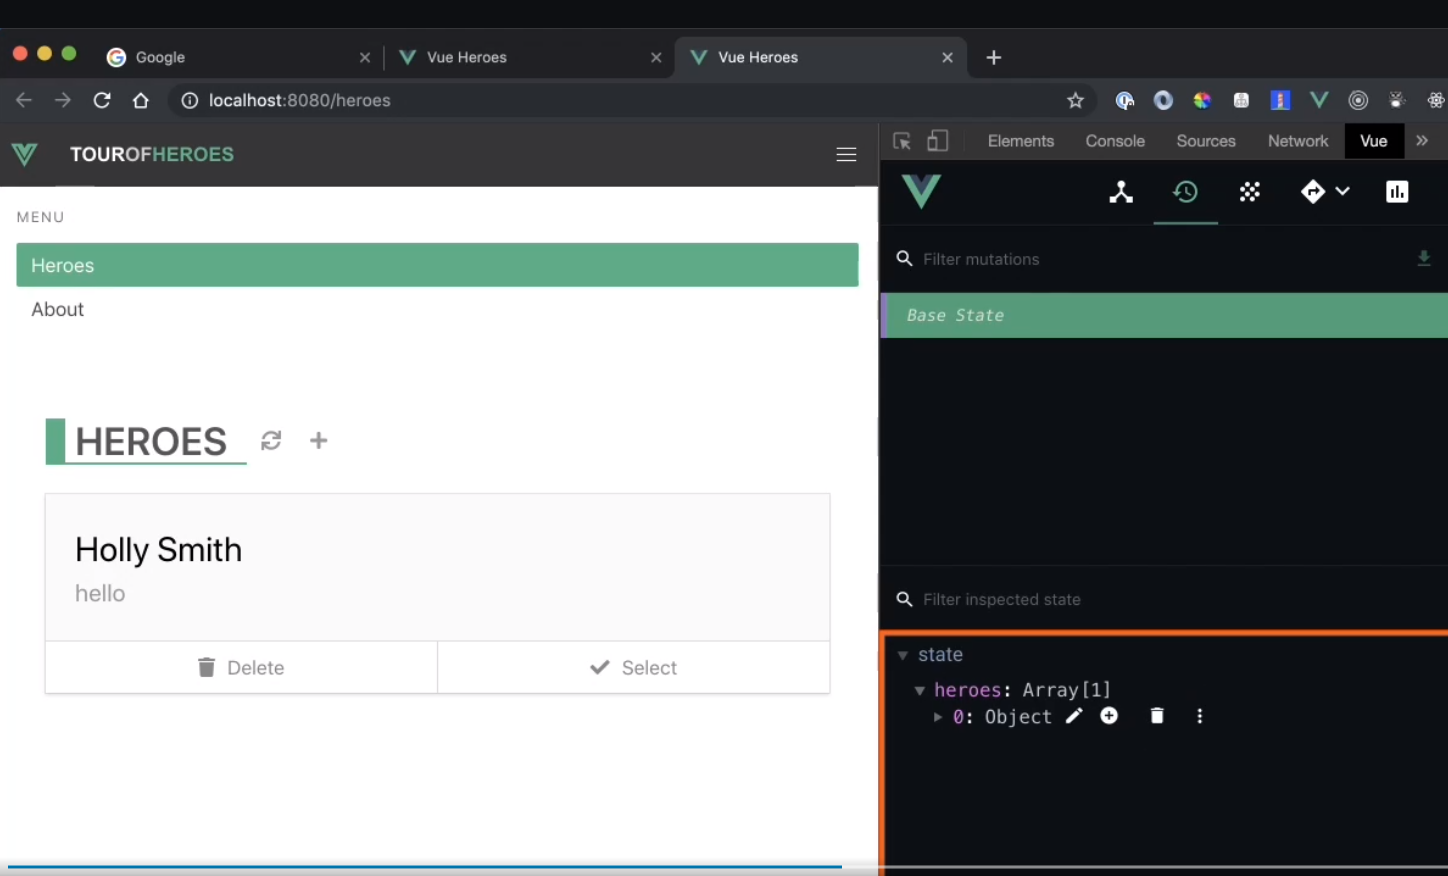 Google
Vue Heroes
Vue Heroes
localhost:8080/heroes
TOUROFHEROES
Elements Console Sources Network Vue
MENU
Filter mutations
Heroes
Base State
About
HEROES
Holly Smith
hello
Filter inspected state
Delete
Select
state
heroes: Array[1]
0: Object